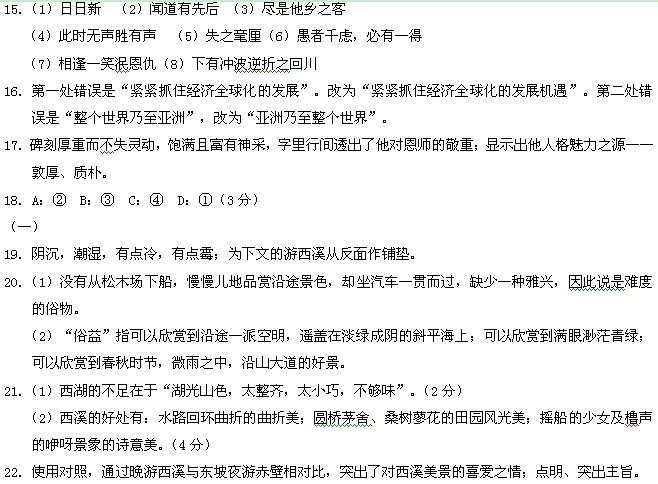 15. (1) 日日新  (2) 闻道有先后 (3) 尽是他乡之客
(4) 此时无声胜有声  (5) 失之毫厘(6) 愚者千虑，必有一得
(7) 相逢一笑泯恩仇(8) 下有冲波逆折之回川
16. 第一处错误是“紧紧抓住经济全球化的发展”。改为“紧紧抓住经济全球化的发展机遇”。第二处错
误是“整个世界乃至亚洲”，改为“亚洲乃至整个世界”。
17. 碑刻厚重而不失灵动，饱满且富有神采，字里行间透出了他对恩师的敬重；显示出他人格魅力之源——
敦厚、质朴。
18. A：②  B：③  C：④  D：①(3分)
(一)
19. 阴沉，潮湿，有点冷，有点霉；为下文的游西溪从反面作铺垫。
20. (1) 没有从松木场下船，慢慢儿地品赏沿途景色，却坐汽车一贯而过，缺少一种雅兴，因此说是难度
的俗物。
(2) “俗益”指可以欣赏到沿途一派空明，遥盖在淡绿成阴的斜平海上；可以欣赏到满眼渺茫青绿；
可以欣赏到春秋时节，微雨之中，沿山大道的好景。
21. (1) 西湖的不足在于“湖光山色，太整齐，太小巧，不够味”。(2分)
(2) 西溪的好处有：水路回环曲折的曲折美；圆桥茅舍、桑树蓼花的田园风光美；摇船的少女及橹声
的咿呀景象的诗意美。(4分)
22. 使用对照，通过晚游西溪与东坡夜游赤壁相对比，突出了对西溪美景的喜爱之情；点明、突出主旨。